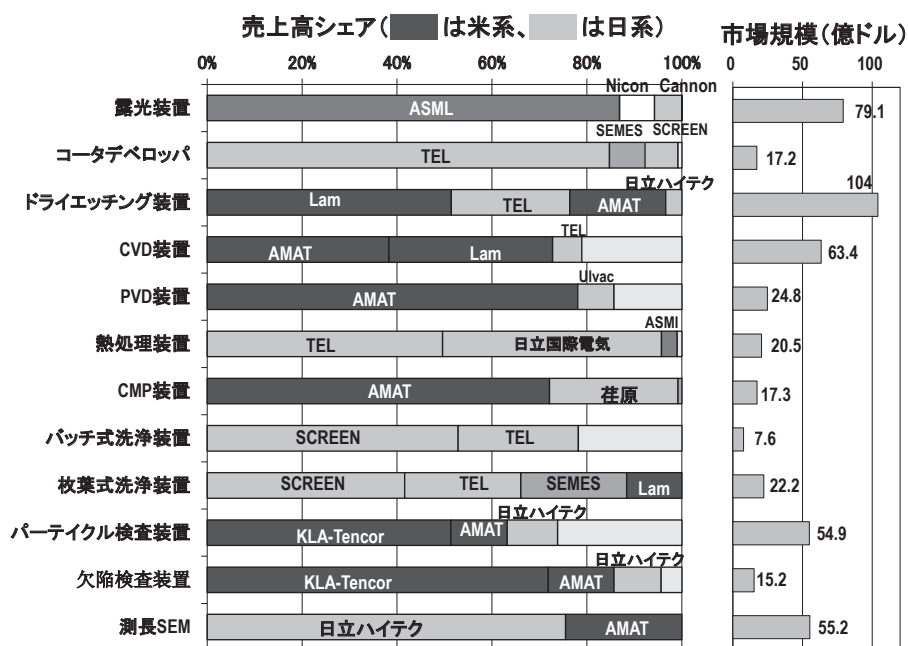 売上高シェア( は米系、 は日系)
市場規模(億ドル)
0% 20% 40% 60% 80% 100%
0 50 100
Nicon Cannon
露光装置 ASML 79.1
SEMES SCREEN
コータデベロッパ TEL 17.2
日立ハイテク 104
ドライエッチング装置 Lam TEL AMAT
TEL
CVD装置 AMAT Lam 63.4
Ulvac
PVD装置 AMAT 24.8
ASMI
熱処理装置 TEL 日立国際電気 20.5
CMP装置 AMAT 荏原 17.3
バッチ式洗浄装置 SCREEN TEL 7.6
枚葉式洗浄装置 SCREEN TEL SEMES Lam 22.2
日立ハイテク
パーテイクル検査装置 KLA-Tencor AMAT 54.9
日立ハイテク
欠陥検査装置 KLA-Tencor AMAT 15.2
測長SEM 日立ハイテク AMAT 55.2